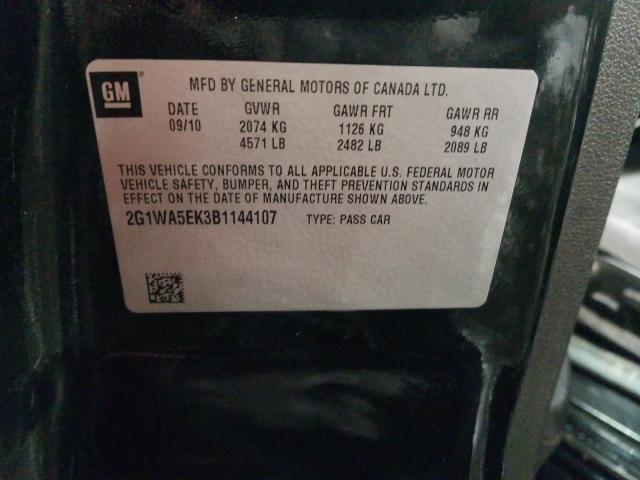 GM
MFD BY GENERAL MOTORS OF CANADA LTD.
DATE GVWR GAWR FRT GAWR RR
09/10 2074 KG 1126 KG 948 KG
4571 LB 2482 LB 2089 LB
THIS VEHICLE CONFORMS TO ALL APPLICABLE U.S. FEDERAL MOTOR
VEHICLE SAFETY, BUMPER, AND THEFT PREVENTION STANDARDS IN
EFFECT ON THE DATE OF MANUFACTURE SHOWN ABOVE.
2G1WA5EK3B1144107 TYPE: PASS CAR